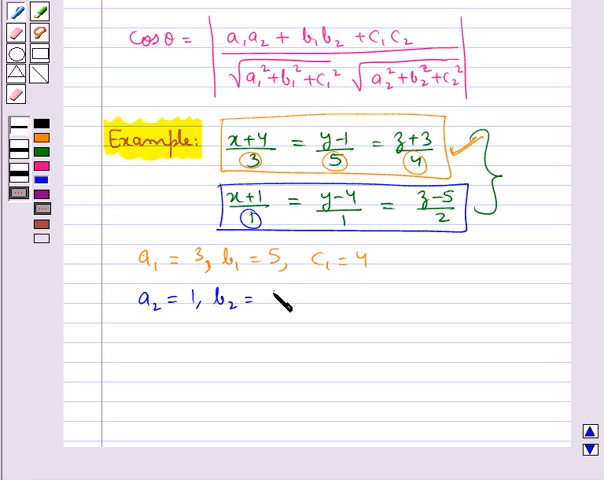 cos θ = | a₁a₂ + b₁b₂ + c₁c₂ / √(a₁²+b₁²+c₁²) √(a₂²+b₂²+c₂²) |
Example: (x+4)/3 = (y-1)/5 = (z+3)/4
(x+1)/1 = (y-4)/1 = (z-5)/2
a₁ = 3, b₁ = 5, c₁ = 4
a₂ = 1, b₂ =